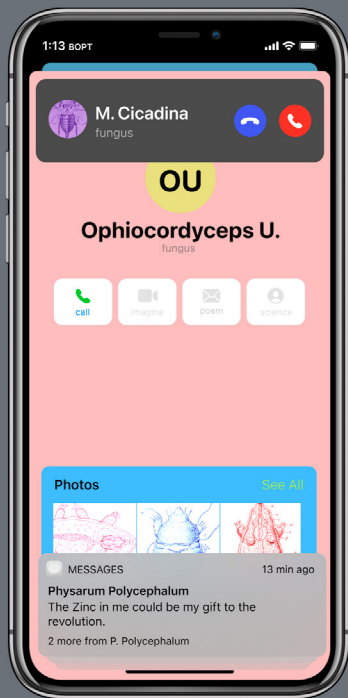 1:13 BOPT
M. Cicadina
fungus
OU
Ophiocordyceps U.
fungus
call
imagine
poem
science
Photos
See All
MESSAGES
13 min ago
Physarum Polycephalum
The Zinc in me could be my gift to the
revolution.
2 more from P. Polycephalum